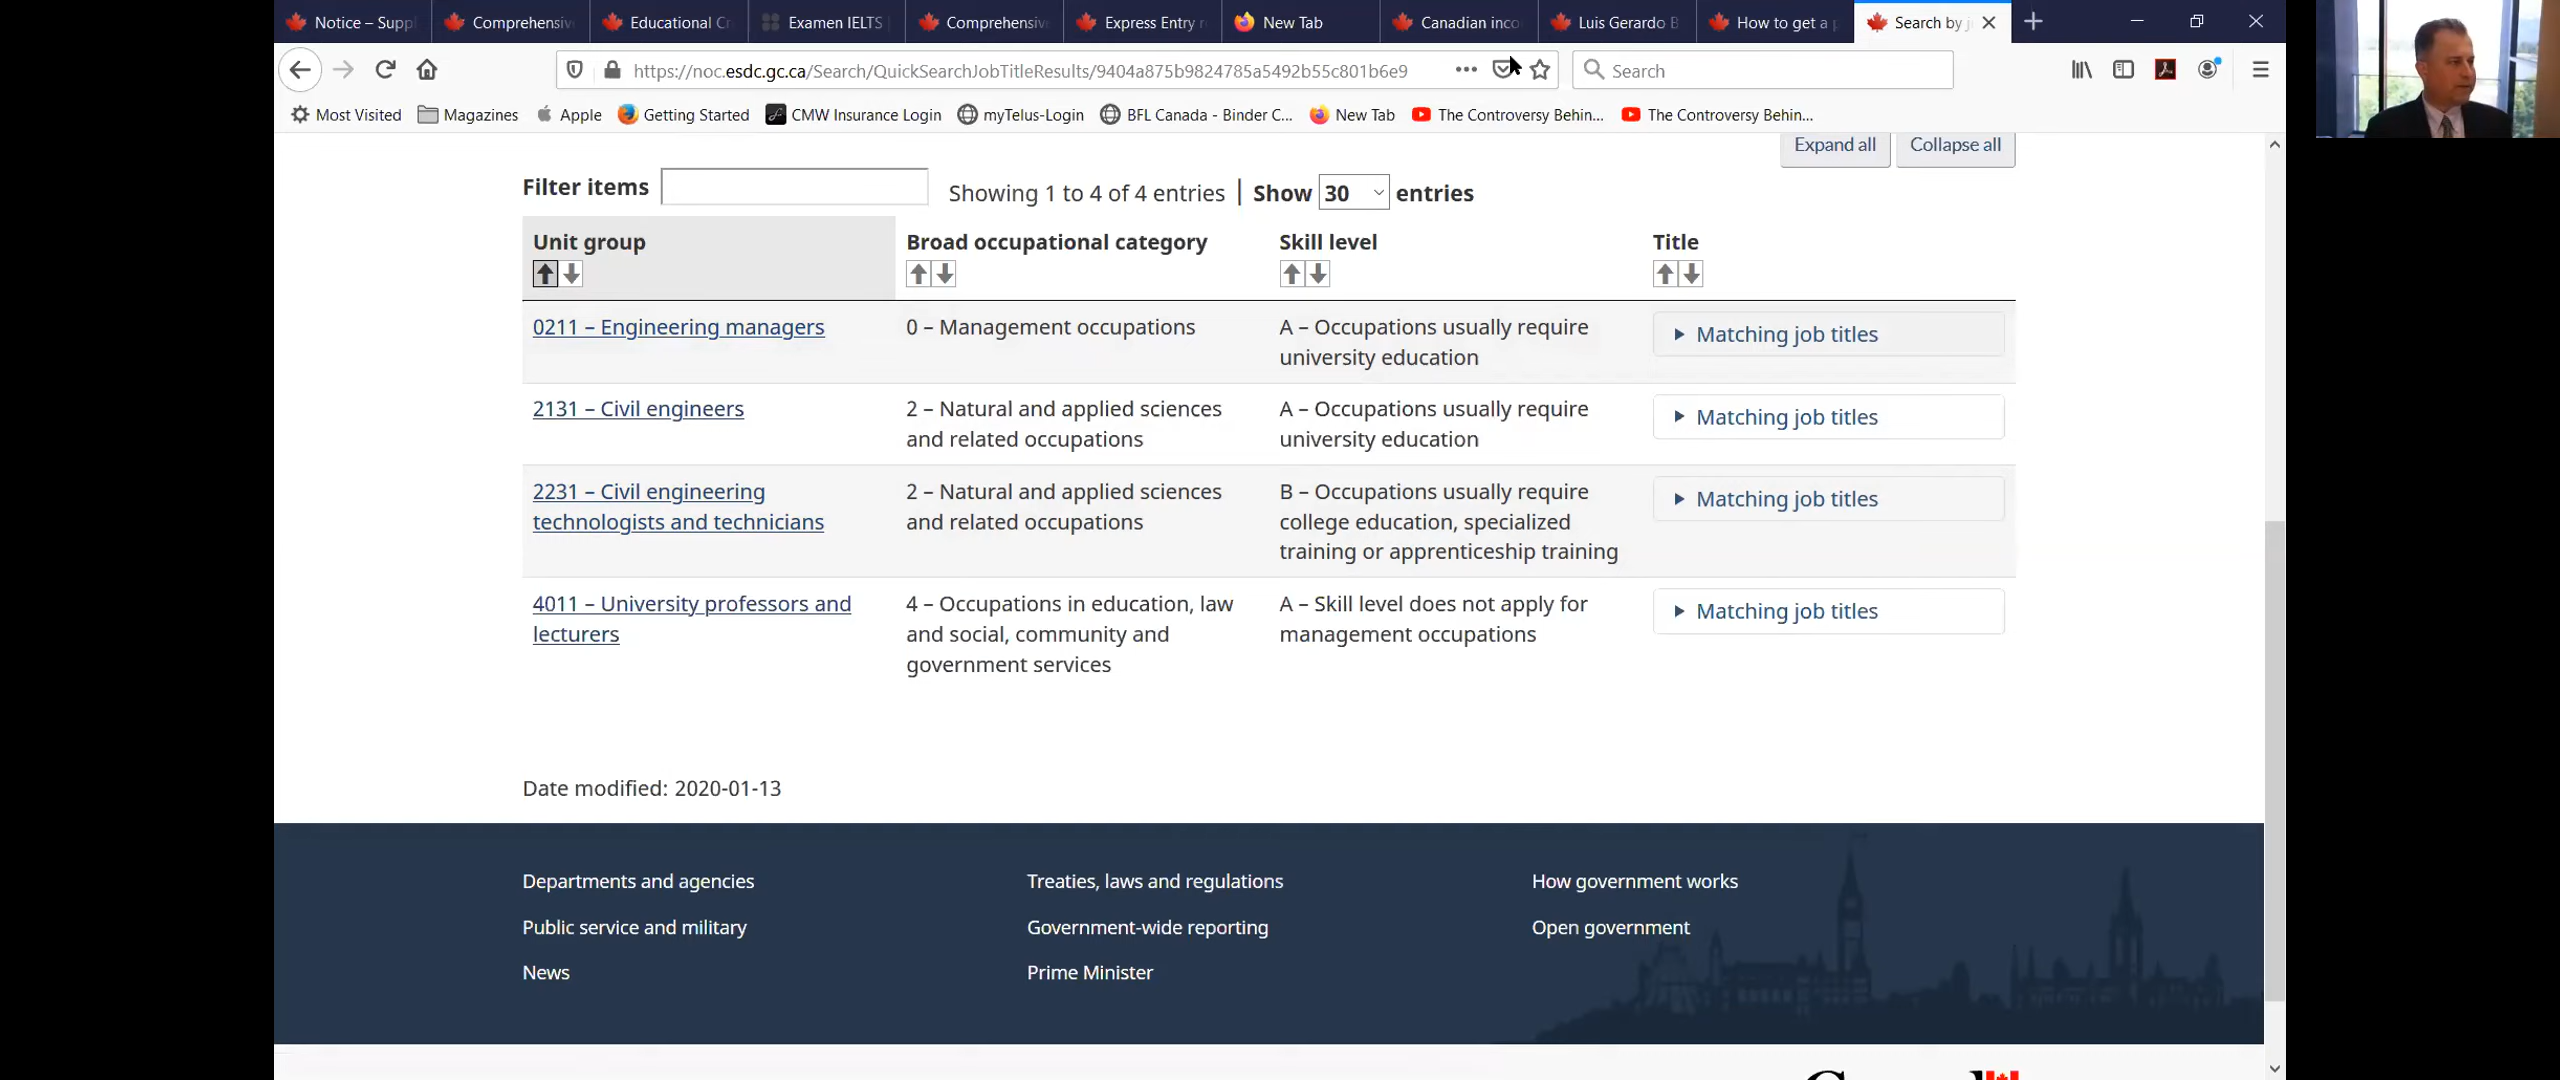 Notice – Supp
Comprehensiv
Educational Cr
Examen IELTS
Comprehensiv
Express Entry r
New Tab
Canadian inco
Luis Gerardo B
How to get a p
Search by j
https://noc.esdc.gc.ca/Search/QuickSearchJobTitleResults/9404a875b9824785a5492b55c801b6e9
Search
Most Visited
Magazines
Apple
Getting Started
CMW Insurance Login
myTelus-Login
BFL Canada - Binder C...
New Tab
The Controversy Behin...
The Controversy Behin...
Expand all
Collapse all
Filter items
Showing 1 to 4 of 4 entries | Show 30 entries
Unit group
Broad occupational category
Skill level
Title
0211 – Engineering managers
0 – Management occupations
A – Occupations usually require
university education
Matching job titles
2131 – Civil engineers
2 – Natural and applied sciences
and related occupations
A – Occupations usually require
university education
Matching job titles
2231 – Civil engineering
technologists and technicians
2 – Natural and applied sciences
and related occupations
B – Occupations usually require
college education, specialized
training or apprenticeship training
Matching job titles
4011 – University professors and
lecturers
4 – Occupations in education, law
and social, community and
government services
A – Skill level does not apply for
management occupations
Matching job titles
Date modified: 2020-01-13
Departments and agencies
Treaties, laws and regulations
How government works
Public service and military
Government-wide reporting
Open government
News
Prime Minister